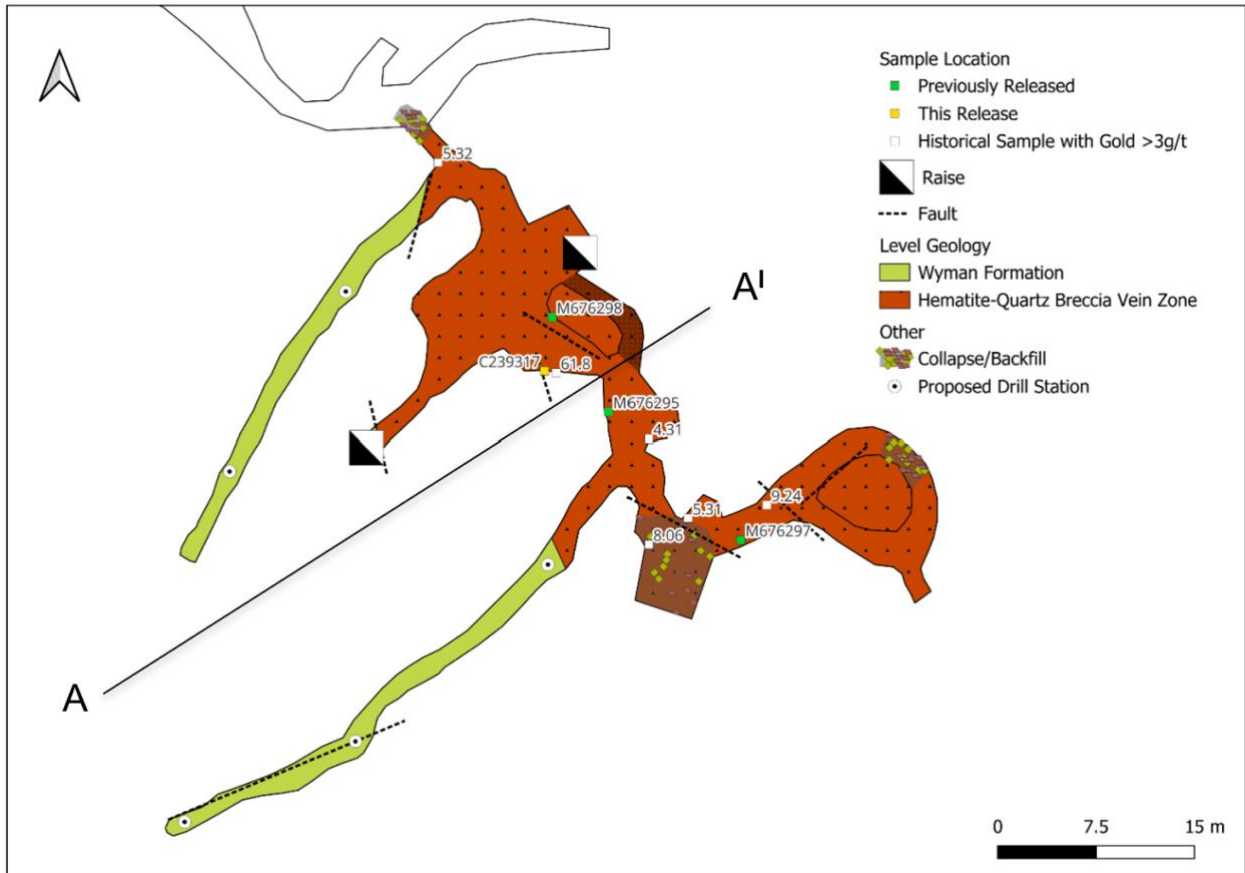 Sample Location
Previously Released
This Release
Historical Sample with Gold >3g/t
Raise
Fault
Level Geology
Wyman Formation
Hematite-Quartz Breccia Vein Zone
Other
Collapse/Backfill
Proposed Drill Station
5.32
A'
M676298
C239317
61.8
M676295
4.31
9.24
5.31
M676297
8.06
A
0 7.5 15 m